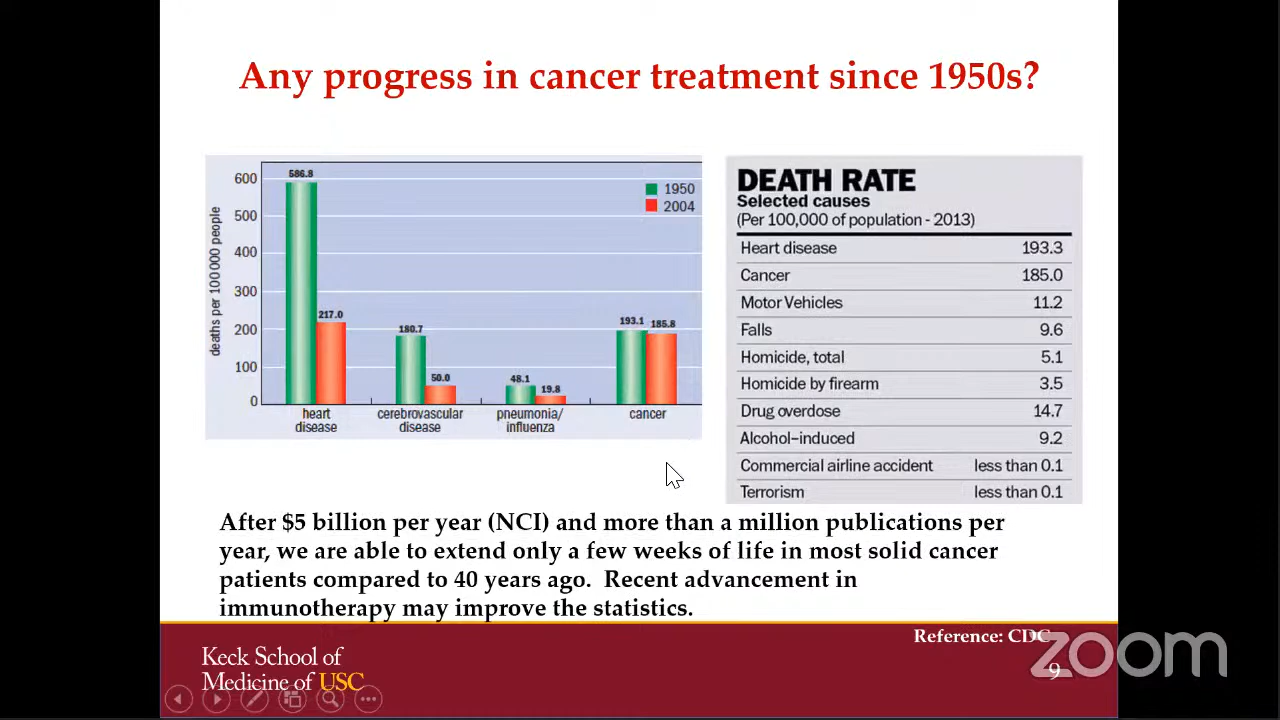 Any progress in cancer treatment since 1950s?
deaths per 100 000 people
600
500
400
300
200
100
0
586.8
217.0
180.7
50.0
48.1
19.8
193.1
185.8
1950
2004
heart
disease
cerebrovascular
disease
pneumonia/
influenza
cancer
DEATH RATE
Selected causes
(Per 100,000 of population - 2013)
Heart disease 193.3
Cancer 185.0
Motor Vehicles 11.2
Falls 9.6
Homicide, total 5.1
Homicide by firearm 3.5
Drug overdose 14.7
Alcohol–induced 9.2
Commercial airline accident less than 0.1
Terrorism less than 0.1
After $5 billion per year (NCI) and more than a million publications per
year, we are able to extend only a few weeks of life in most solid cancer
patients compared to 40 years ago. Recent advancement in
immunotherapy may improve the statistics.
Reference: CDC
Keck School of
Medicine of USC
zoom
9